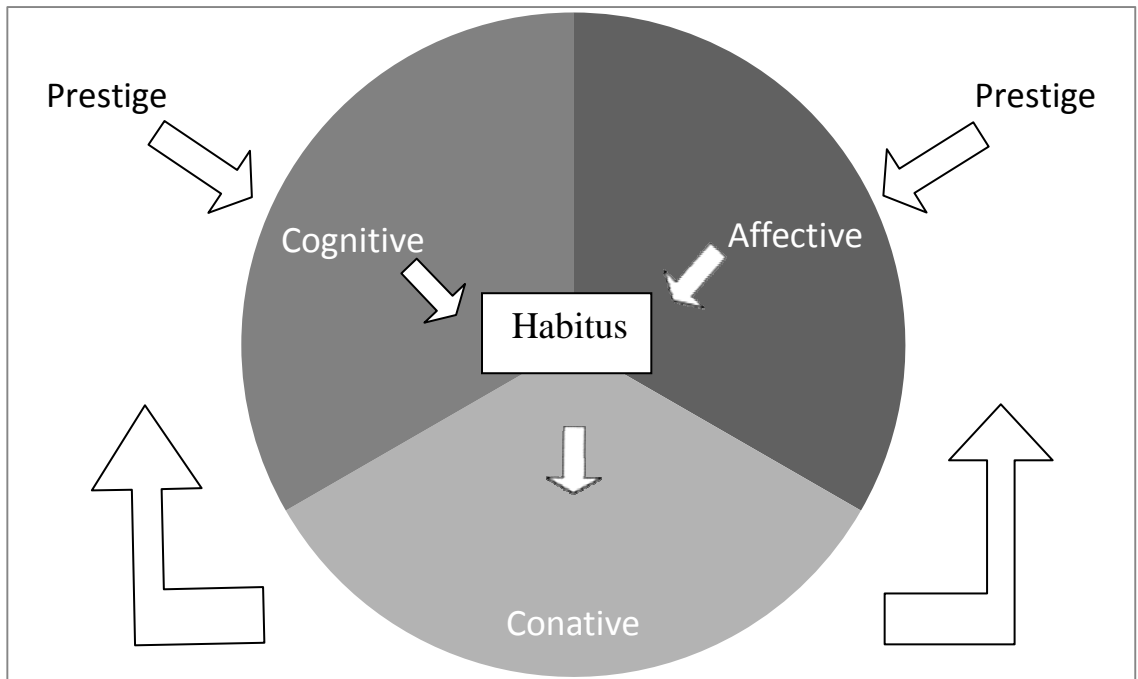 Prestige
Prestige
Cognitive
Affective
Habitus
Conative